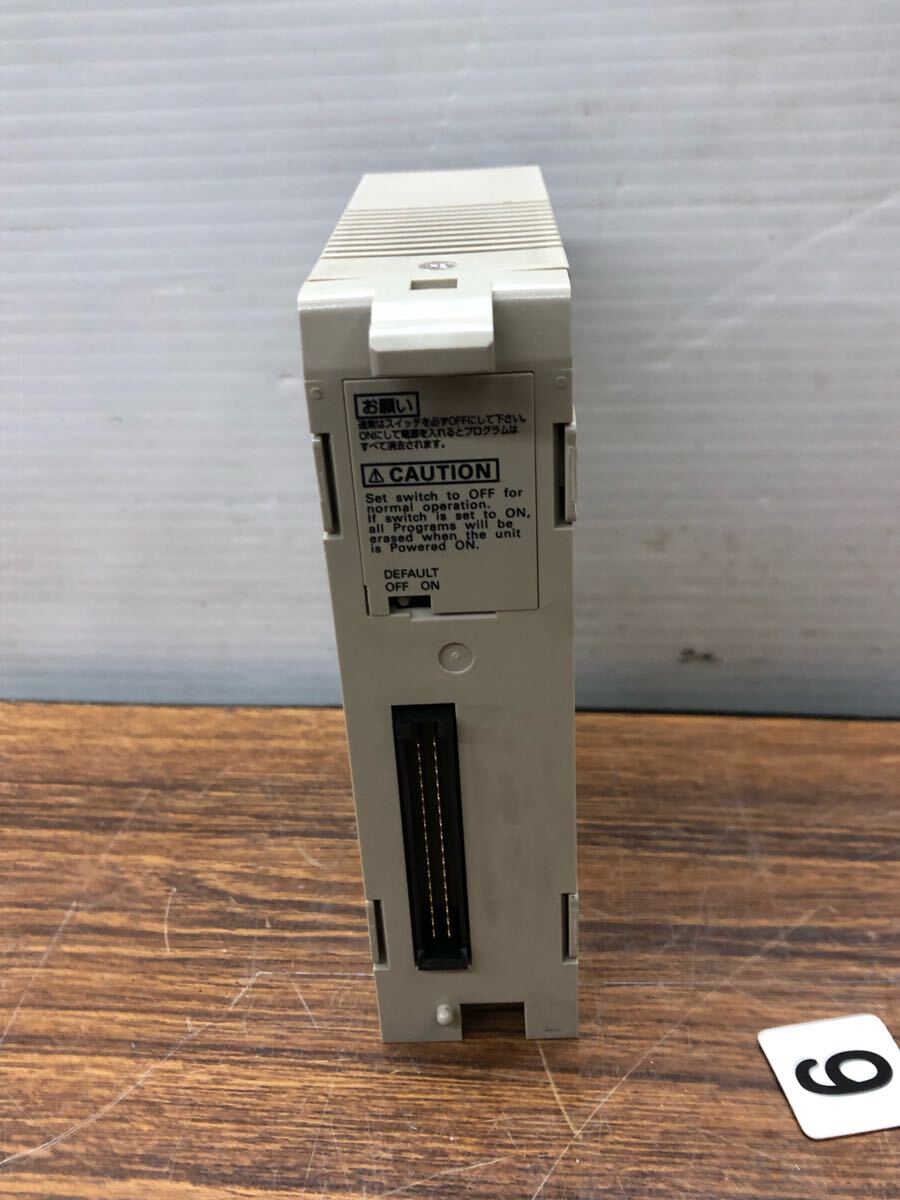 お願い
通常はスイッチを必ずOFFにして下さい。
ONにして電源を入れるとプログラムは
すべて消去されます。
⚠CAUTION
Set switch to OFF for
normal operation.
If switch is set to ON,
all Programs will be
erased when the unit
is Powered ON.
DEFAULT
OFF ON
9